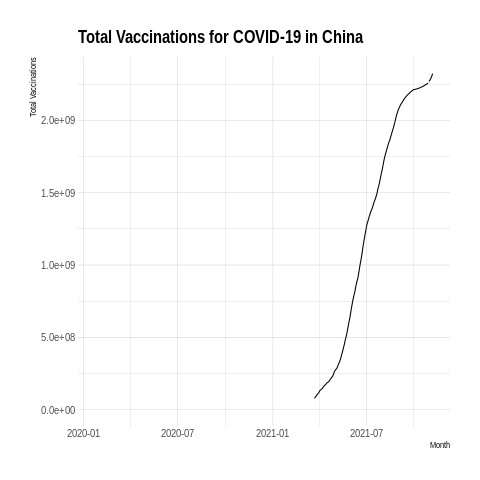 Total Vaccinations for COVID-19 in China
Total Vaccinations
2.0e+09
1.5e+09
1.0e+09
5.0e+08
0.0e+00
2020-01 2020-07 2021-01 2021-07
Month